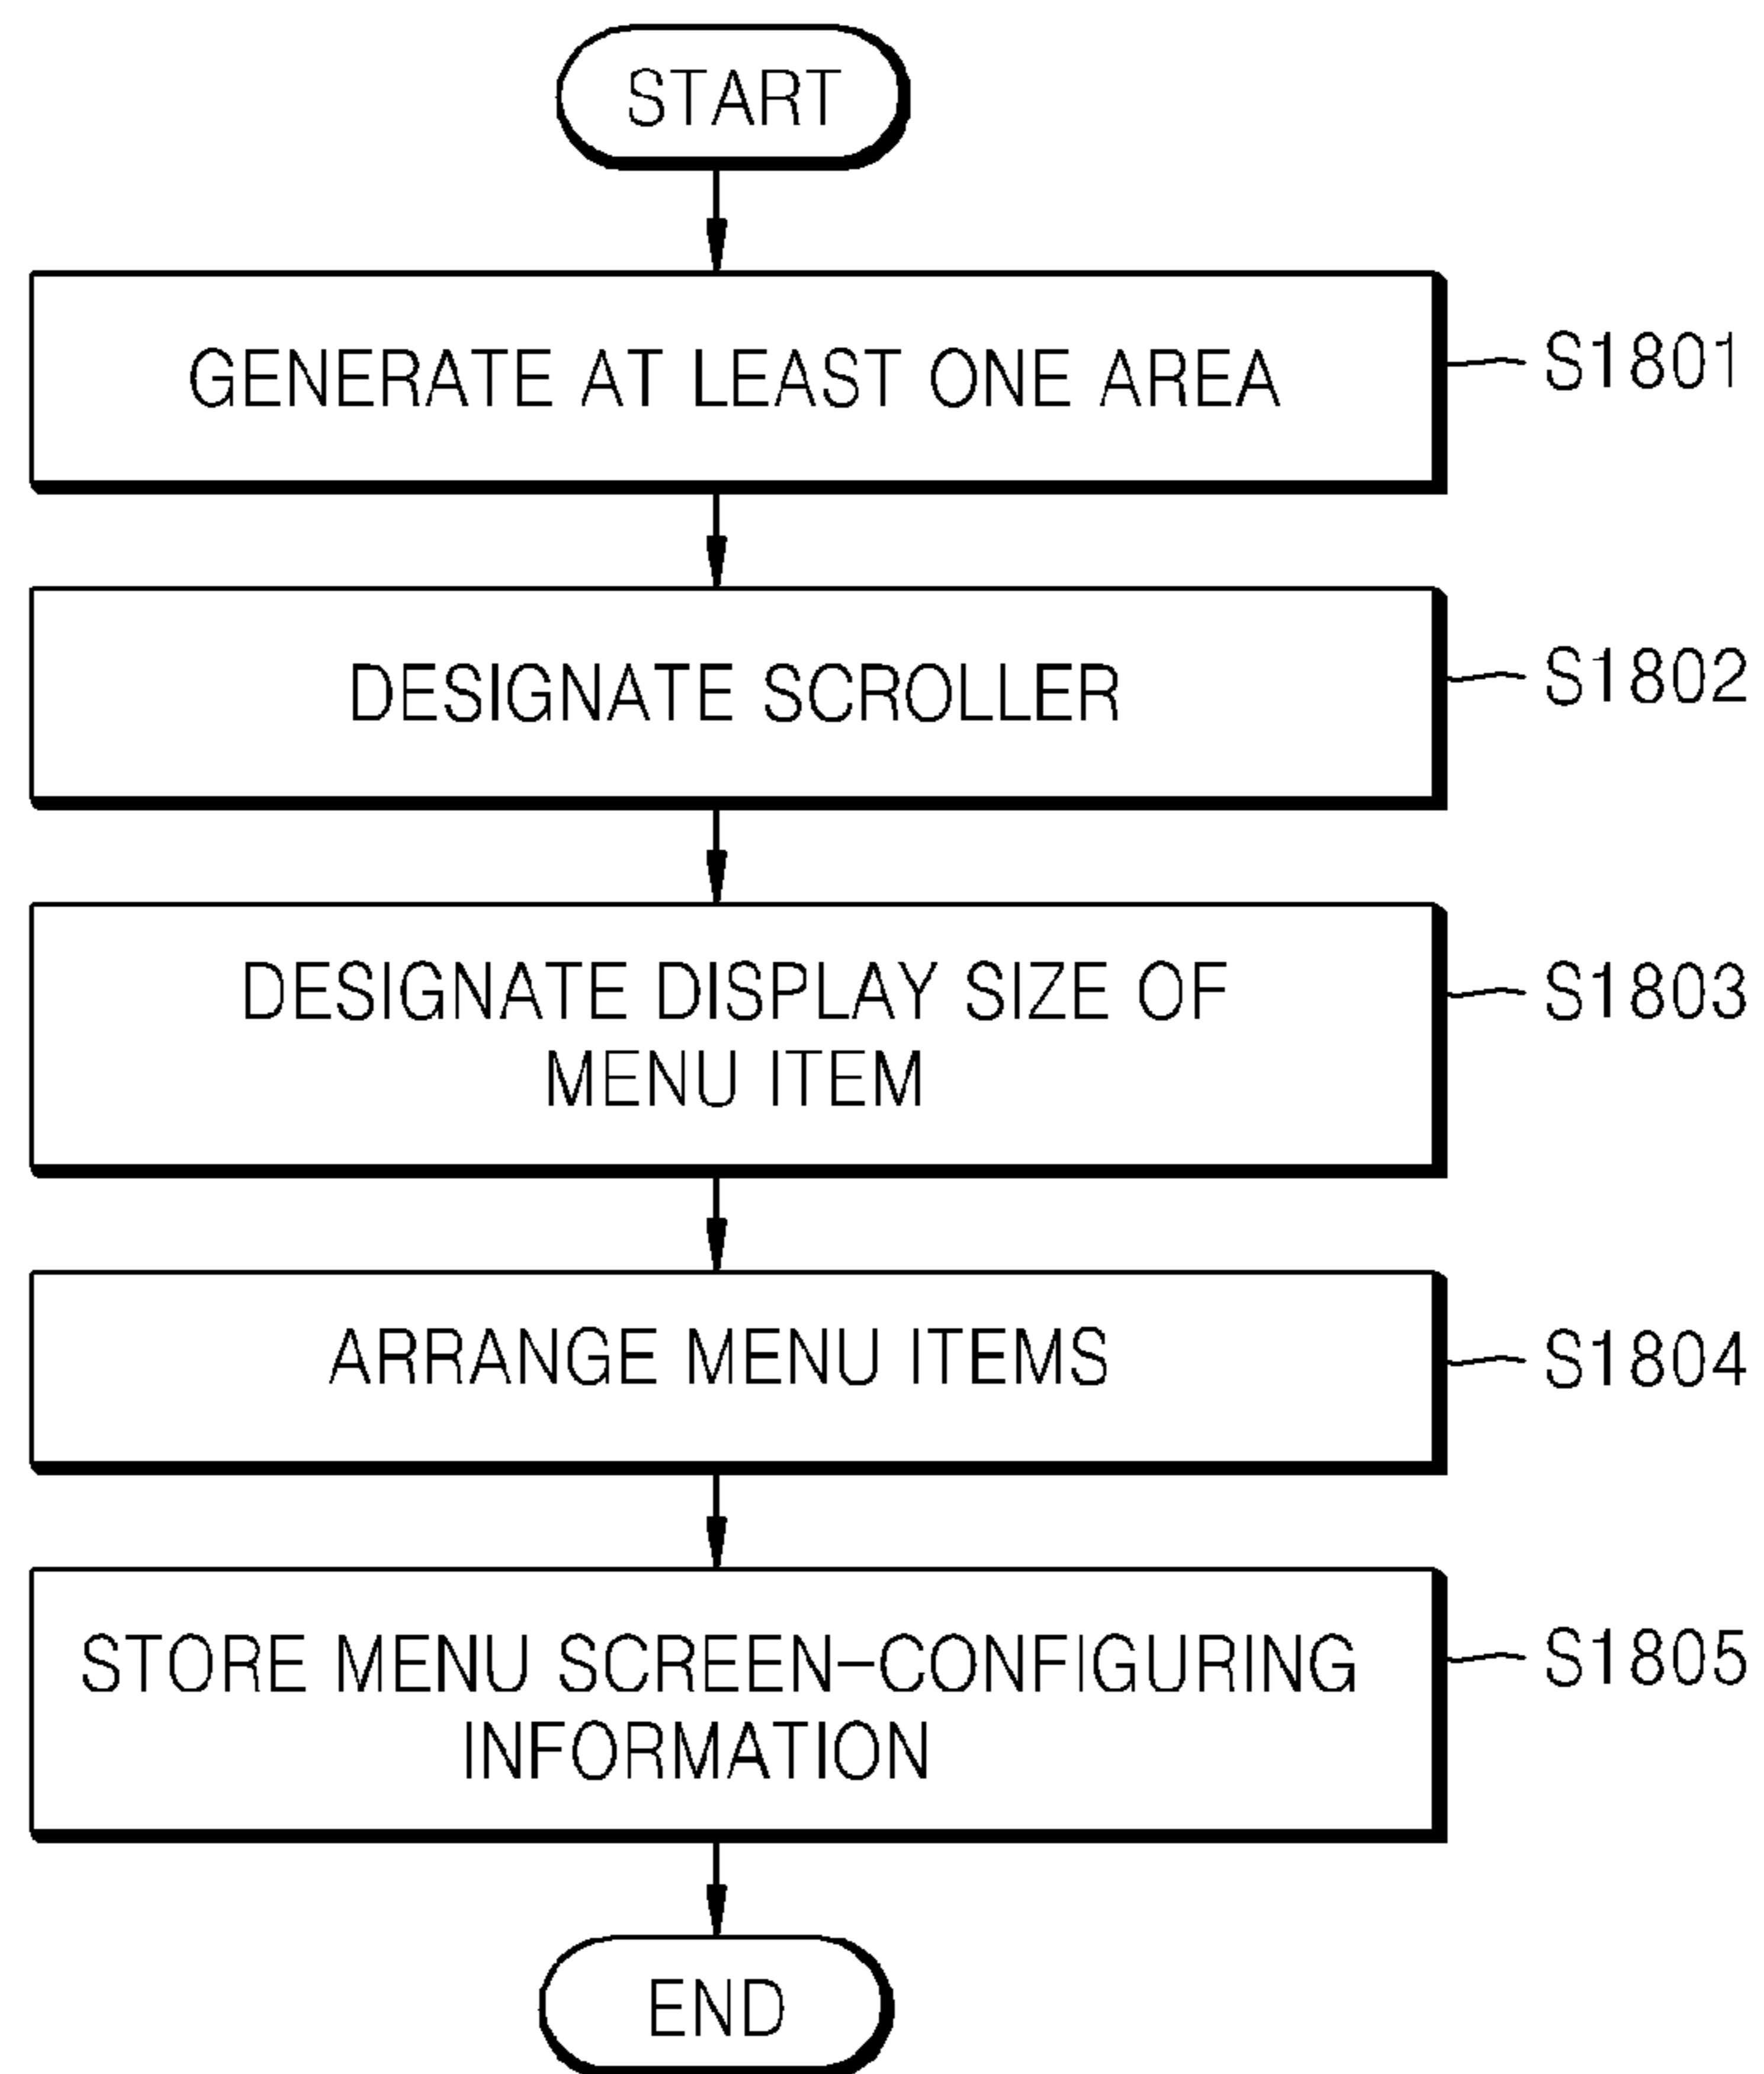 START
GENERATE AT LEAST ONE AREA
S1801
DESIGNATE SCROLLER
S1802
DESIGNATE DISPLAY SIZE OF
MENU ITEM
S1803
ARRANGE MENU ITEMS
S1804
STORE MENU SCREEN-CONFIGURING
INFORMATION
S1805
END